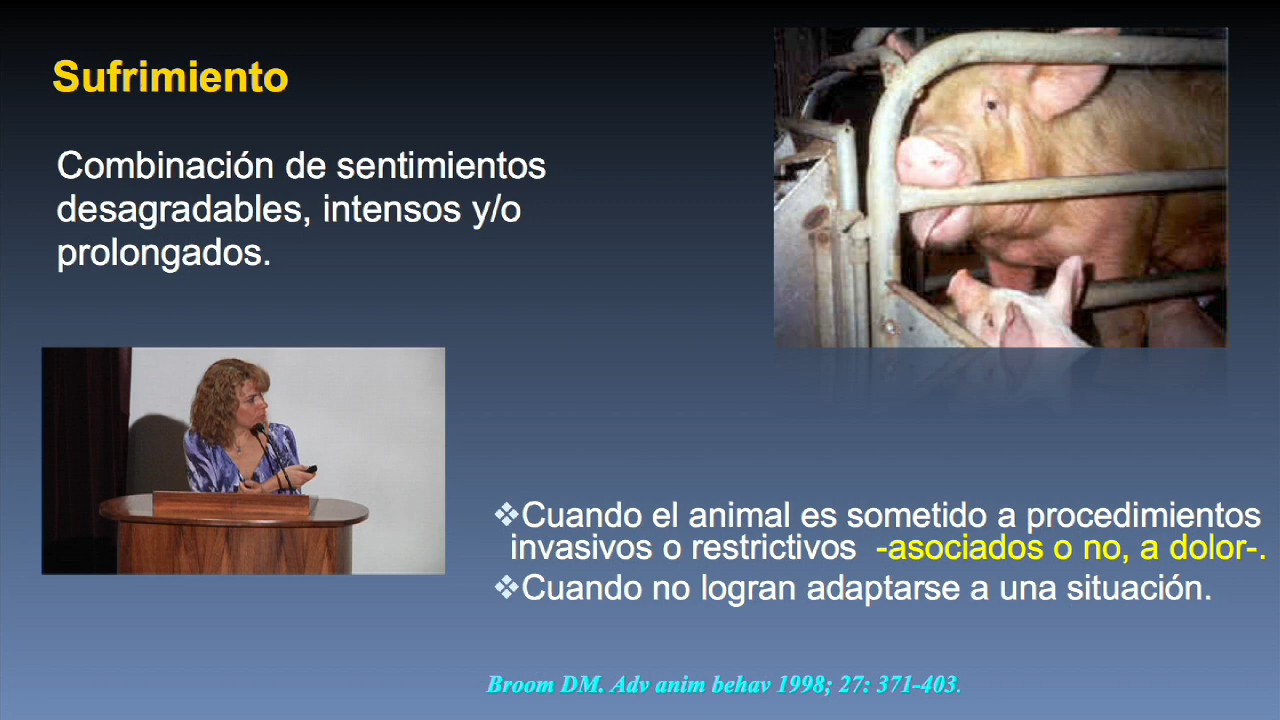 Sufrimiento
Combinación de sentimientos
desagradables, intensos y/o
prolongados.
❖Cuando el animal es sometido a procedimientos
invasivos o restrictivos -asociados o no, a dolor-.
❖Cuando no logran adaptarse a una situación.
Broom DM. Adv anim behav 1998; 27: 371-403.